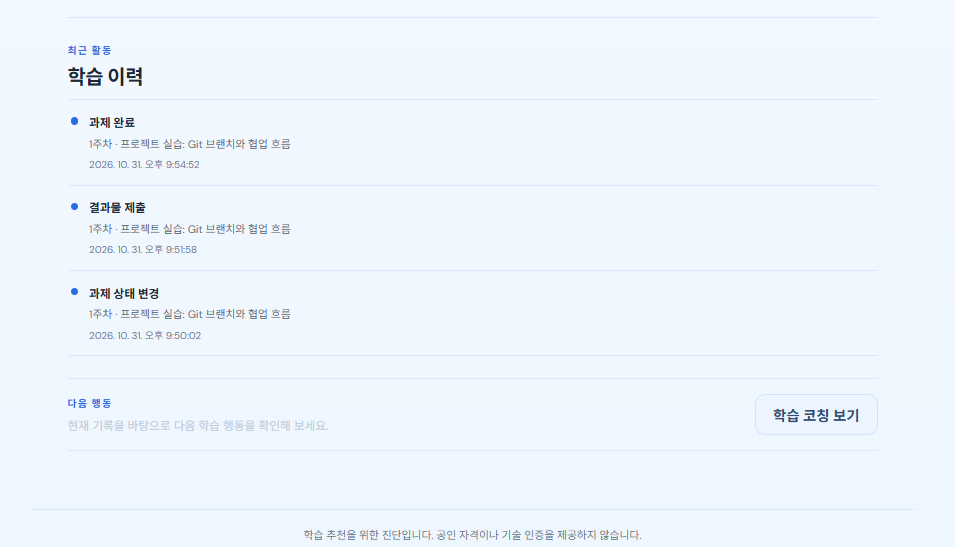 최근 활동
학습 이력
과제 완료
1주차 · 프로젝트 실습: Git 브랜치와 협업 흐름
2026. 10. 31. 오후 9:54:52
결과물 제출
1주차 · 프로젝트 실습: Git 브랜치와 협업 흐름
2026. 10. 31. 오후 9:51:58
과제 상태 변경
1주차 · 프로젝트 실습: Git 브랜치와 협업 흐름
2026. 10. 31. 오후 9:50:02
다음 행동
현재 기록을 바탕으로 다음 학습 행동을 확인해 보세요.
학습 코칭 보기
학습 추천을 위한 진단입니다. 공인 자격이나 기술 인증을 제공하지 않습니다.